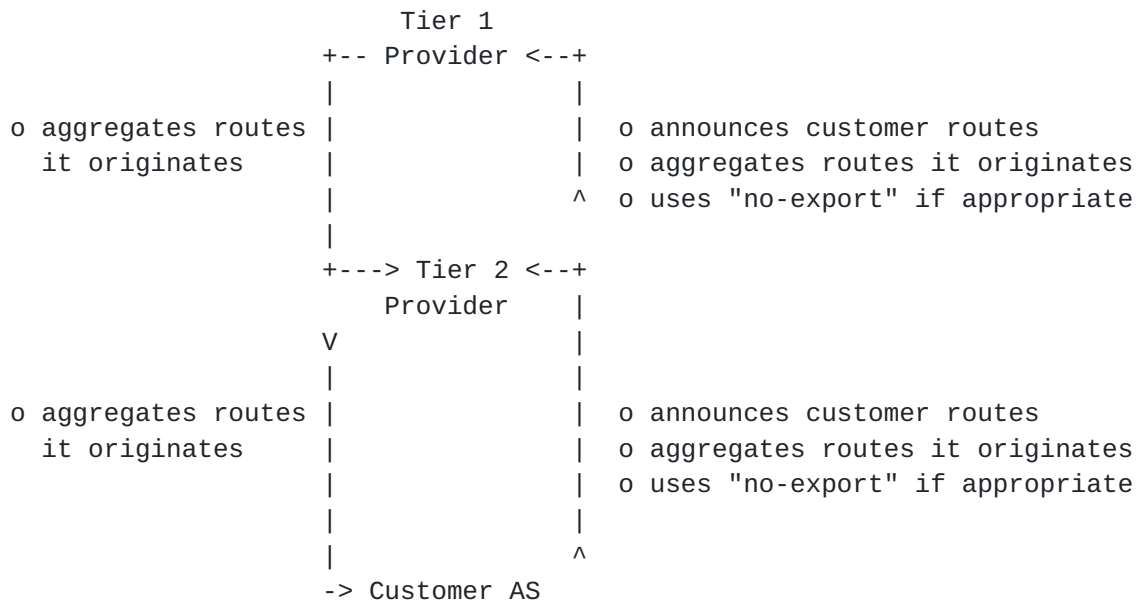 Tier 1
                    +-- Provider <--+
                    |               |
o aggregates routes |               |  o announces customer routes
  it originates     |               |  o aggregates routes it originates
                    |               ^  o uses "no-export" if appropriate
                    |
                    +---> Tier 2 <--+
                        Provider    |
                    V               |
                    |               |
o aggregates routes |               |  o announces customer routes
  it originates     |               |  o aggregates routes it originates
                    |               |  o uses "no-export" if appropriate
                    |               |
                    |               ^
                    -> Customer AS